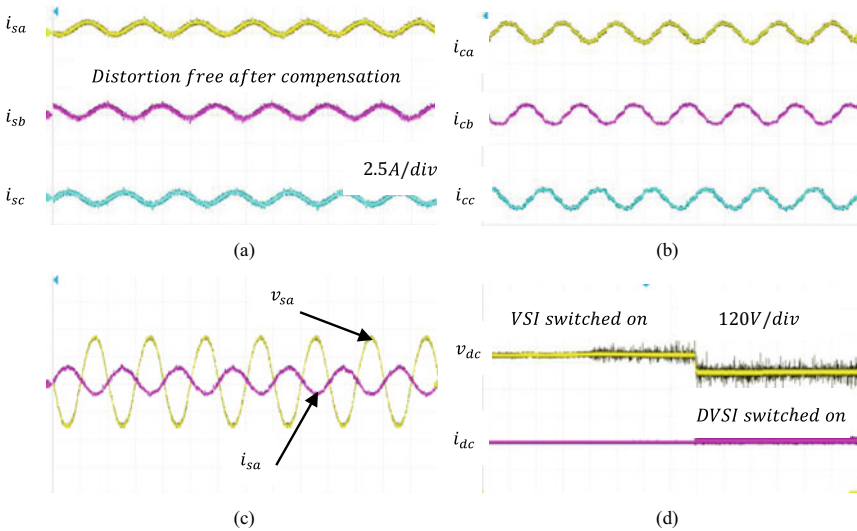 i_sa
Distortion free after compensation
i_sb
2.5A/div
i_sc
(a)
i_ca
i_cb
i_cc
(b)
v_sa
i_sa
(c)
VSI switched on
120V/div
v_dc
DVSI switched on
i_dc
(d)